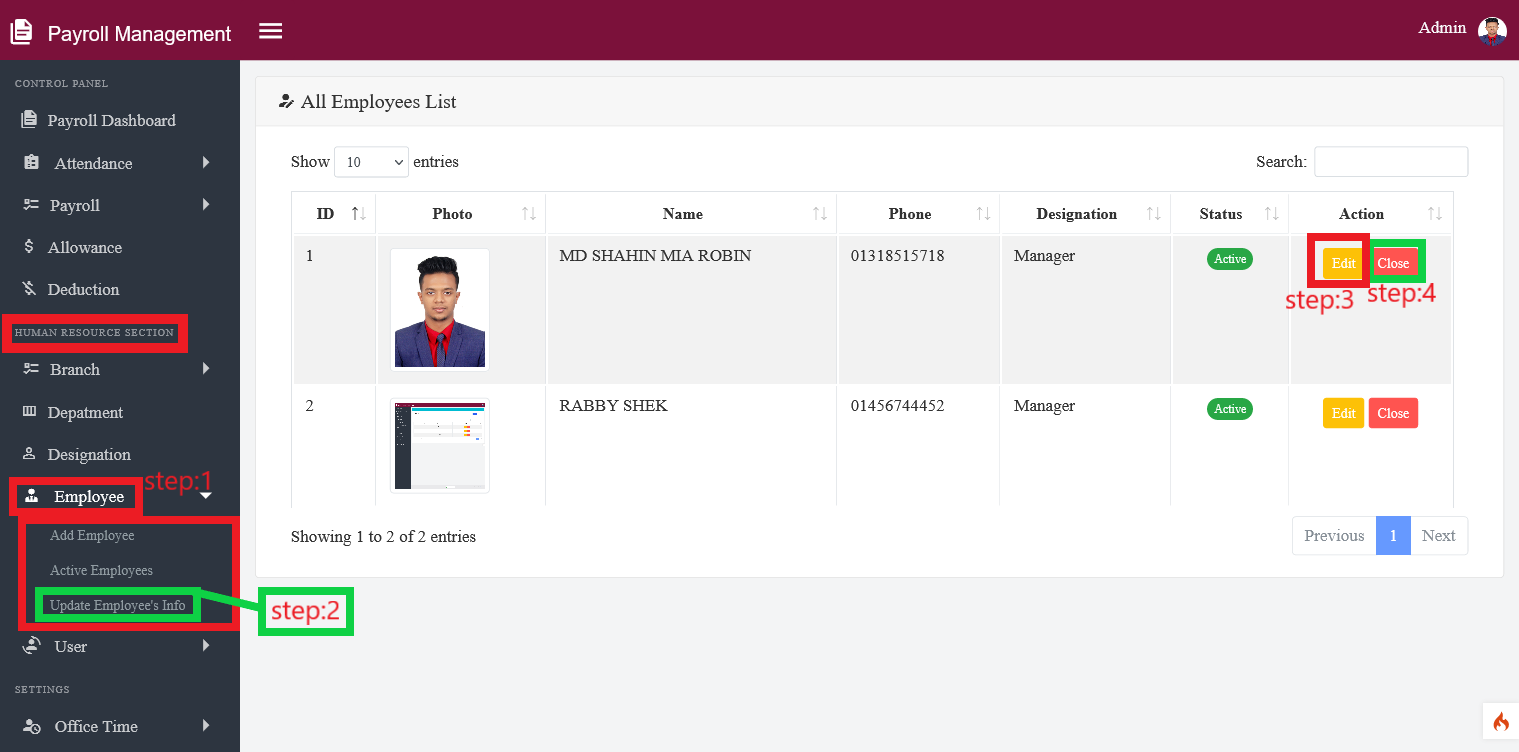 Payroll Management
Admin
CONTROL PANEL
Payroll Dashboard
Attendance
Payroll
Allowance
Deduction
HUMAN RESOURCE SECTION
Branch
Depatment
Designation
Employee
step:1
Add Employee
Active Employees
Update Employee's Info
step:2
User
SETTINGS
Office Time
All Employees List
Show 10 entries
Search:
ID Photo Name Phone Designation Status Action
1 MD SHAHIN MIA ROBIN 01318515718 Manager Active Edit Close
step:3 step:4
2 RABBY SHEK 01456744452 Manager Active Edit Close
Showing 1 to 2 of 2 entries
Previous 1 Next